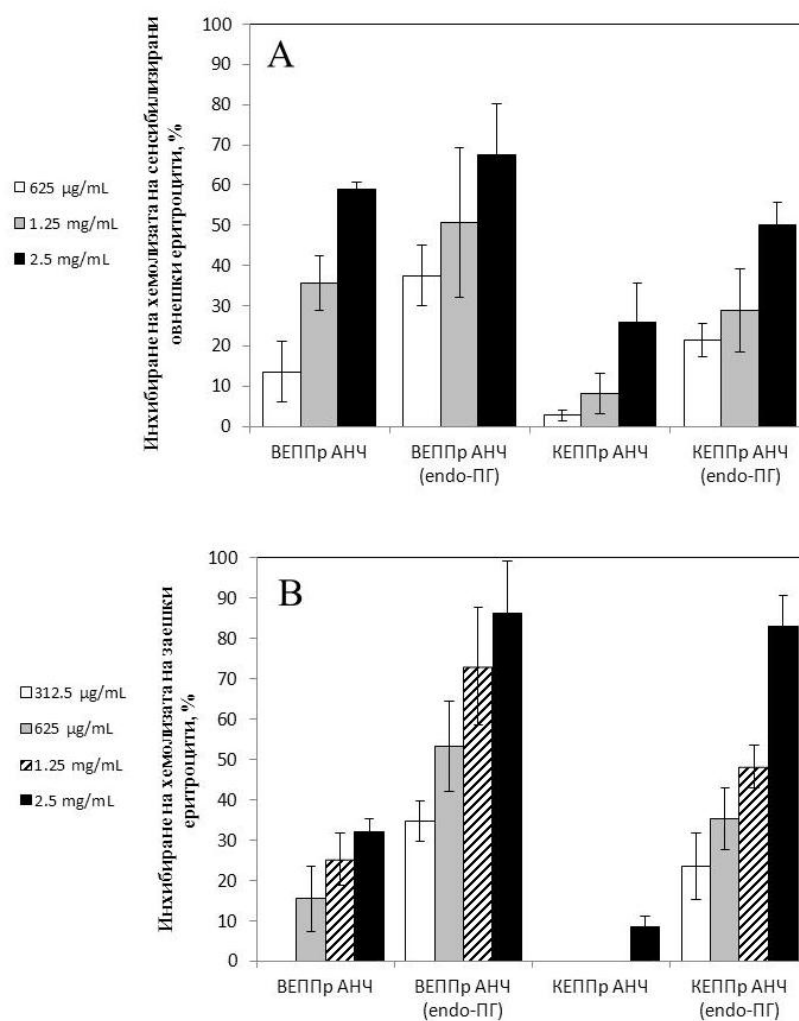 Инхибиране на хемолизата на сенсибилизирани
овнешки еритроцити, %
A
100
90
80
70
60
50
40
30
20
10
0
□ 625 µg/mL
■ 1.25 mg/mL
■ 2.5 mg/mL
ВЕППр АНЧ
ВЕППр АНЧ
(endo-ПГ)
КЕППр АНЧ
КЕППр АНЧ
(endo-ПГ)
Инхибиране на хемолизата на заешки
еритроцити, %
B
100
90
80
70
60
50
40
30
20
10
0
312.5 µg/mL
625 µg/mL
1.25 mg/mL
2.5 mg/mL
ВЕППр АНЧ
ВЕППр АНЧ
(endo-ПГ)
КЕППр АНЧ
КЕППр АНЧ
(endo-ПГ)